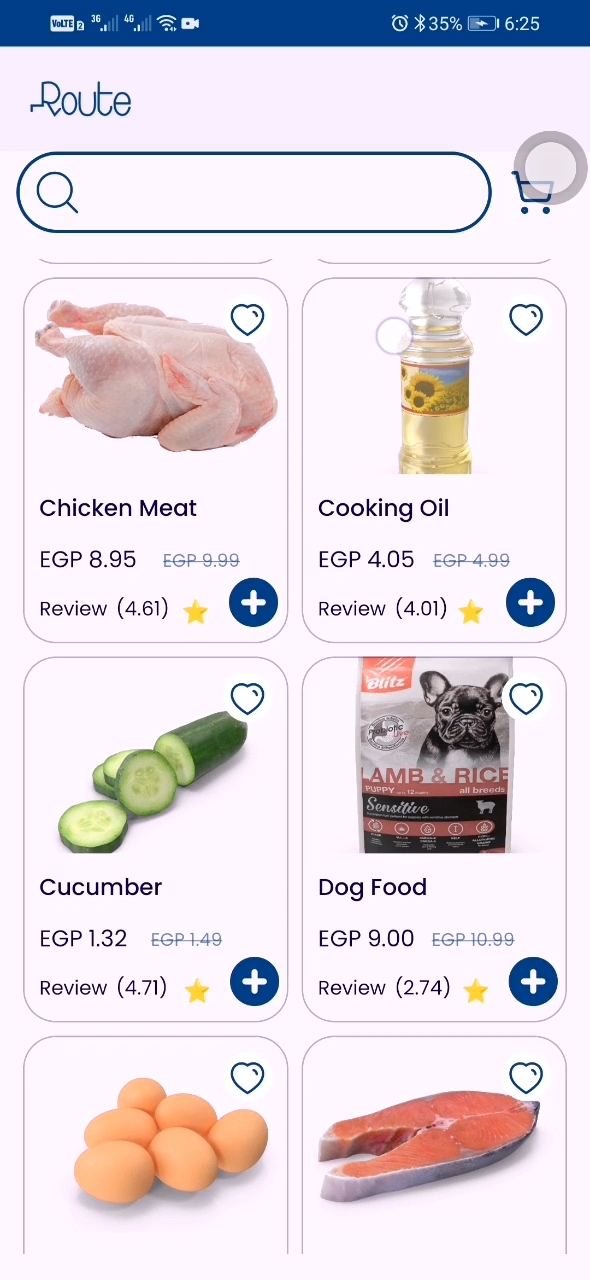 VoLTE 2 3G 4G 35% 6:25
Route
Chicken Meat
EGP 8.95 EGP 9.99
Review (4.61)
Cooking Oil
EGP 4.05 EGP 4.99
Review (4.01)
Blitz
Probiotic
LAMB & RICE
PUPPY all breeds
Sensitive
Cucumber
EGP 1.32 EGP 1.49
Review (4.71)
Dog Food
EGP 9.00 EGP 10.99
Review (2.74)